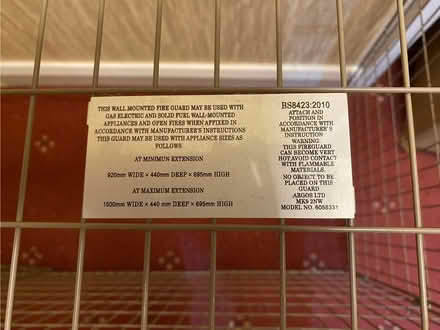 THIS WALL MOUNTED FIRE GUARD MAY BE USED WITH
GAS ELECTRIC AND SOLID FUEL WALL-MOUNTED
APPLIANCES AND OPEN FIRES WHEN AFFIXED IN
ACCORDANCE WITH MANUFACTURER'S INSTRUCTIONS
THIS GUARD MAY BE USED WITH APPLIANCE SIZES AS
FOLLOWS:
AT MINIMUM EXTENSION
920mm WIDE × 440mm DEEP × 695mm HIGH
AT MAXIMUM EXTENSION
1500mm WIDE × 440 mm DEEP × 695mm HIGH
BS8423:2010
ATTACH AND
POSITION IN
ACCORDANCE WITH
MANUFACTURER'S
INSTRUCTIONS
WARNING.
THIS FIREGUARD
CAN BECOME VERY
HOT.AVOID CONTACT
WITH FLAMMABLE
MATERIALS.
NO OBJECT TO BE
PLACED ON THIS
GUARD
ARGOS LTD
MK9 2NW
MODEL NO. 6058331